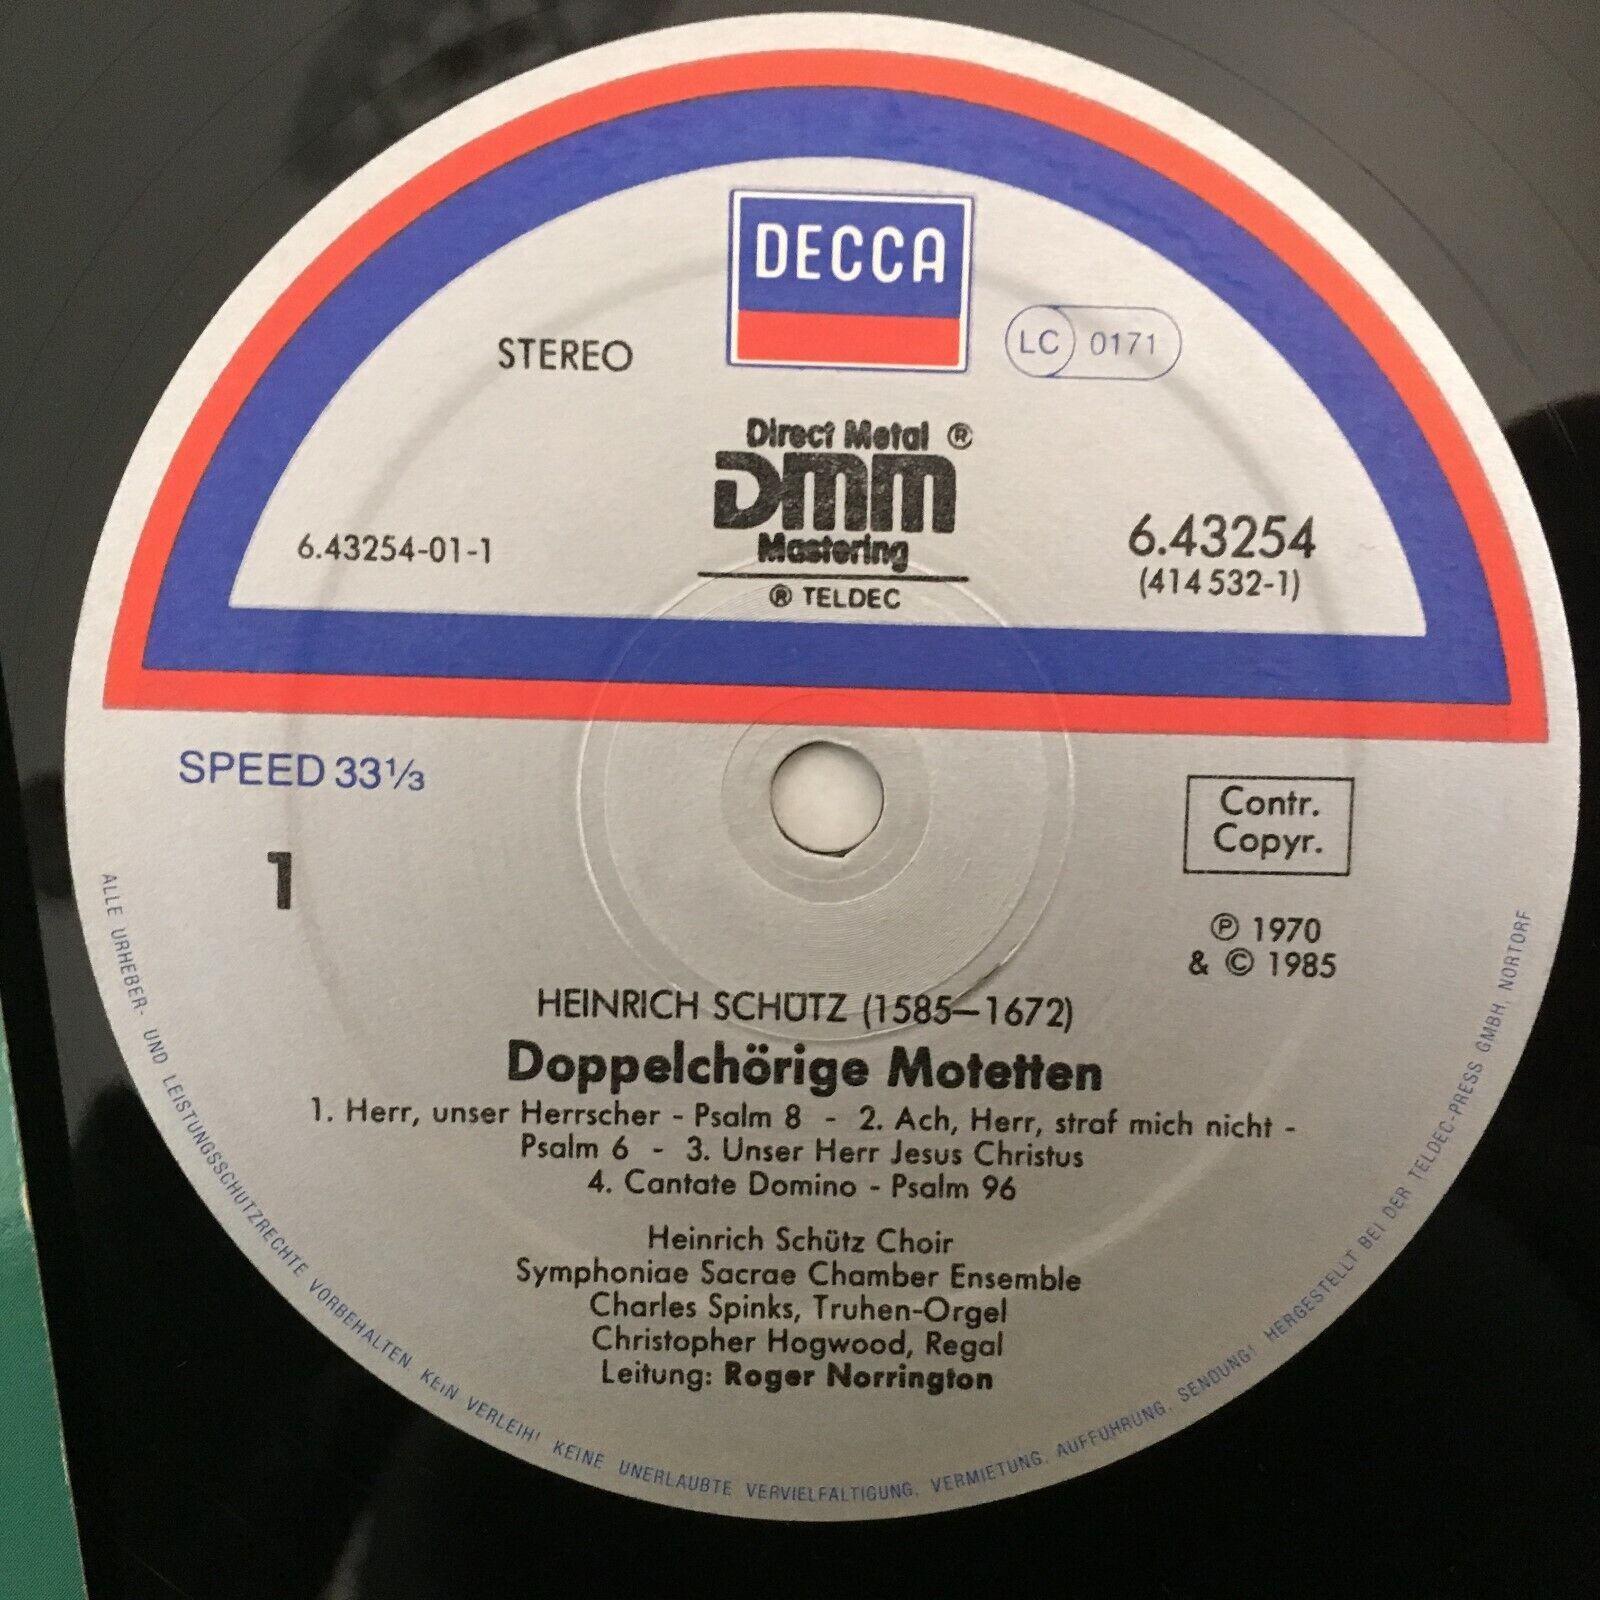 DECCA
STEREO
LC 0171
Direct Metal ®
DMM
Mastering
® TELDEC
6.43254-01-1
6.43254
(414 532-1)
SPEED 33⅓
1
Contr.
Copyr.
℗ 1970
& © 1985
HEINRICH SCHÜTZ (1585–1672)
Doppelchörige Motetten
1. Herr, unser Herrscher - Psalm 8 - 2. Ach, Herr, straf mich nicht -
Psalm 6 - 3. Unser Herr Jesus Christus
4. Cantate Domino - Psalm 96
Heinrich Schütz Choir
Symphoniae Sacrae Chamber Ensemble
Charles Spinks, Truhen-Orgel
Christopher Hogwood, Regal
Leitung: Roger Norrington
ALLE URHEBER- UND LEISTUNGSSCHUTZRECHTE VORBEHALTEN. KEIN VERLEIH! KEINE UNERLAUBTE VERVIELFÄLTIGUNG, VERMIETUNG, AUFFÜHRUNG, SENDUNG! HERGESTELLT BEI DER TELDEC-PRESS GMBH, NORTORF